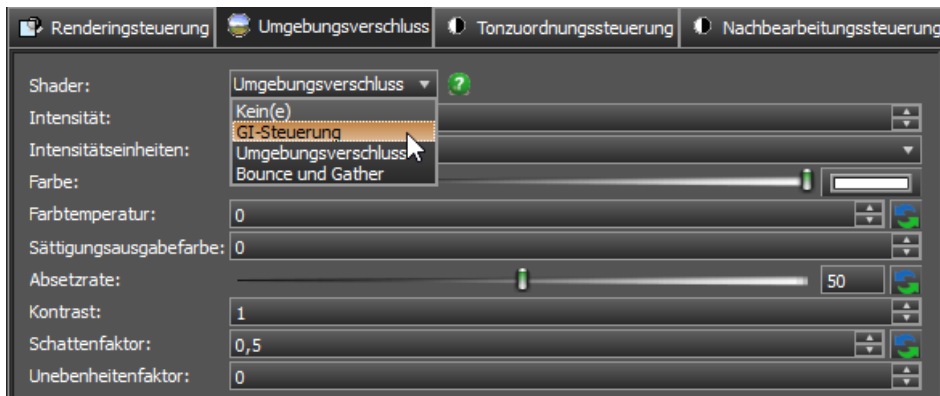 Renderingsteuerung Umgebungsverschluss Tonzuordnungssteuerung Nachbearbeitungssteuerung
Shader: Umgebungsverschluss ?
Kein(e)
Intensität:
GI-Steuerung
Intensitätseinheiten:
Umgebungsverschluss
Bounce und Gather
Farbe:
Farbtemperatur: 0
Sättigungsausgabefarbe: 0
Absetzrate: 50
Kontrast: 1
Schattenfaktor: 0,5
Unebenheitenfaktor: 0